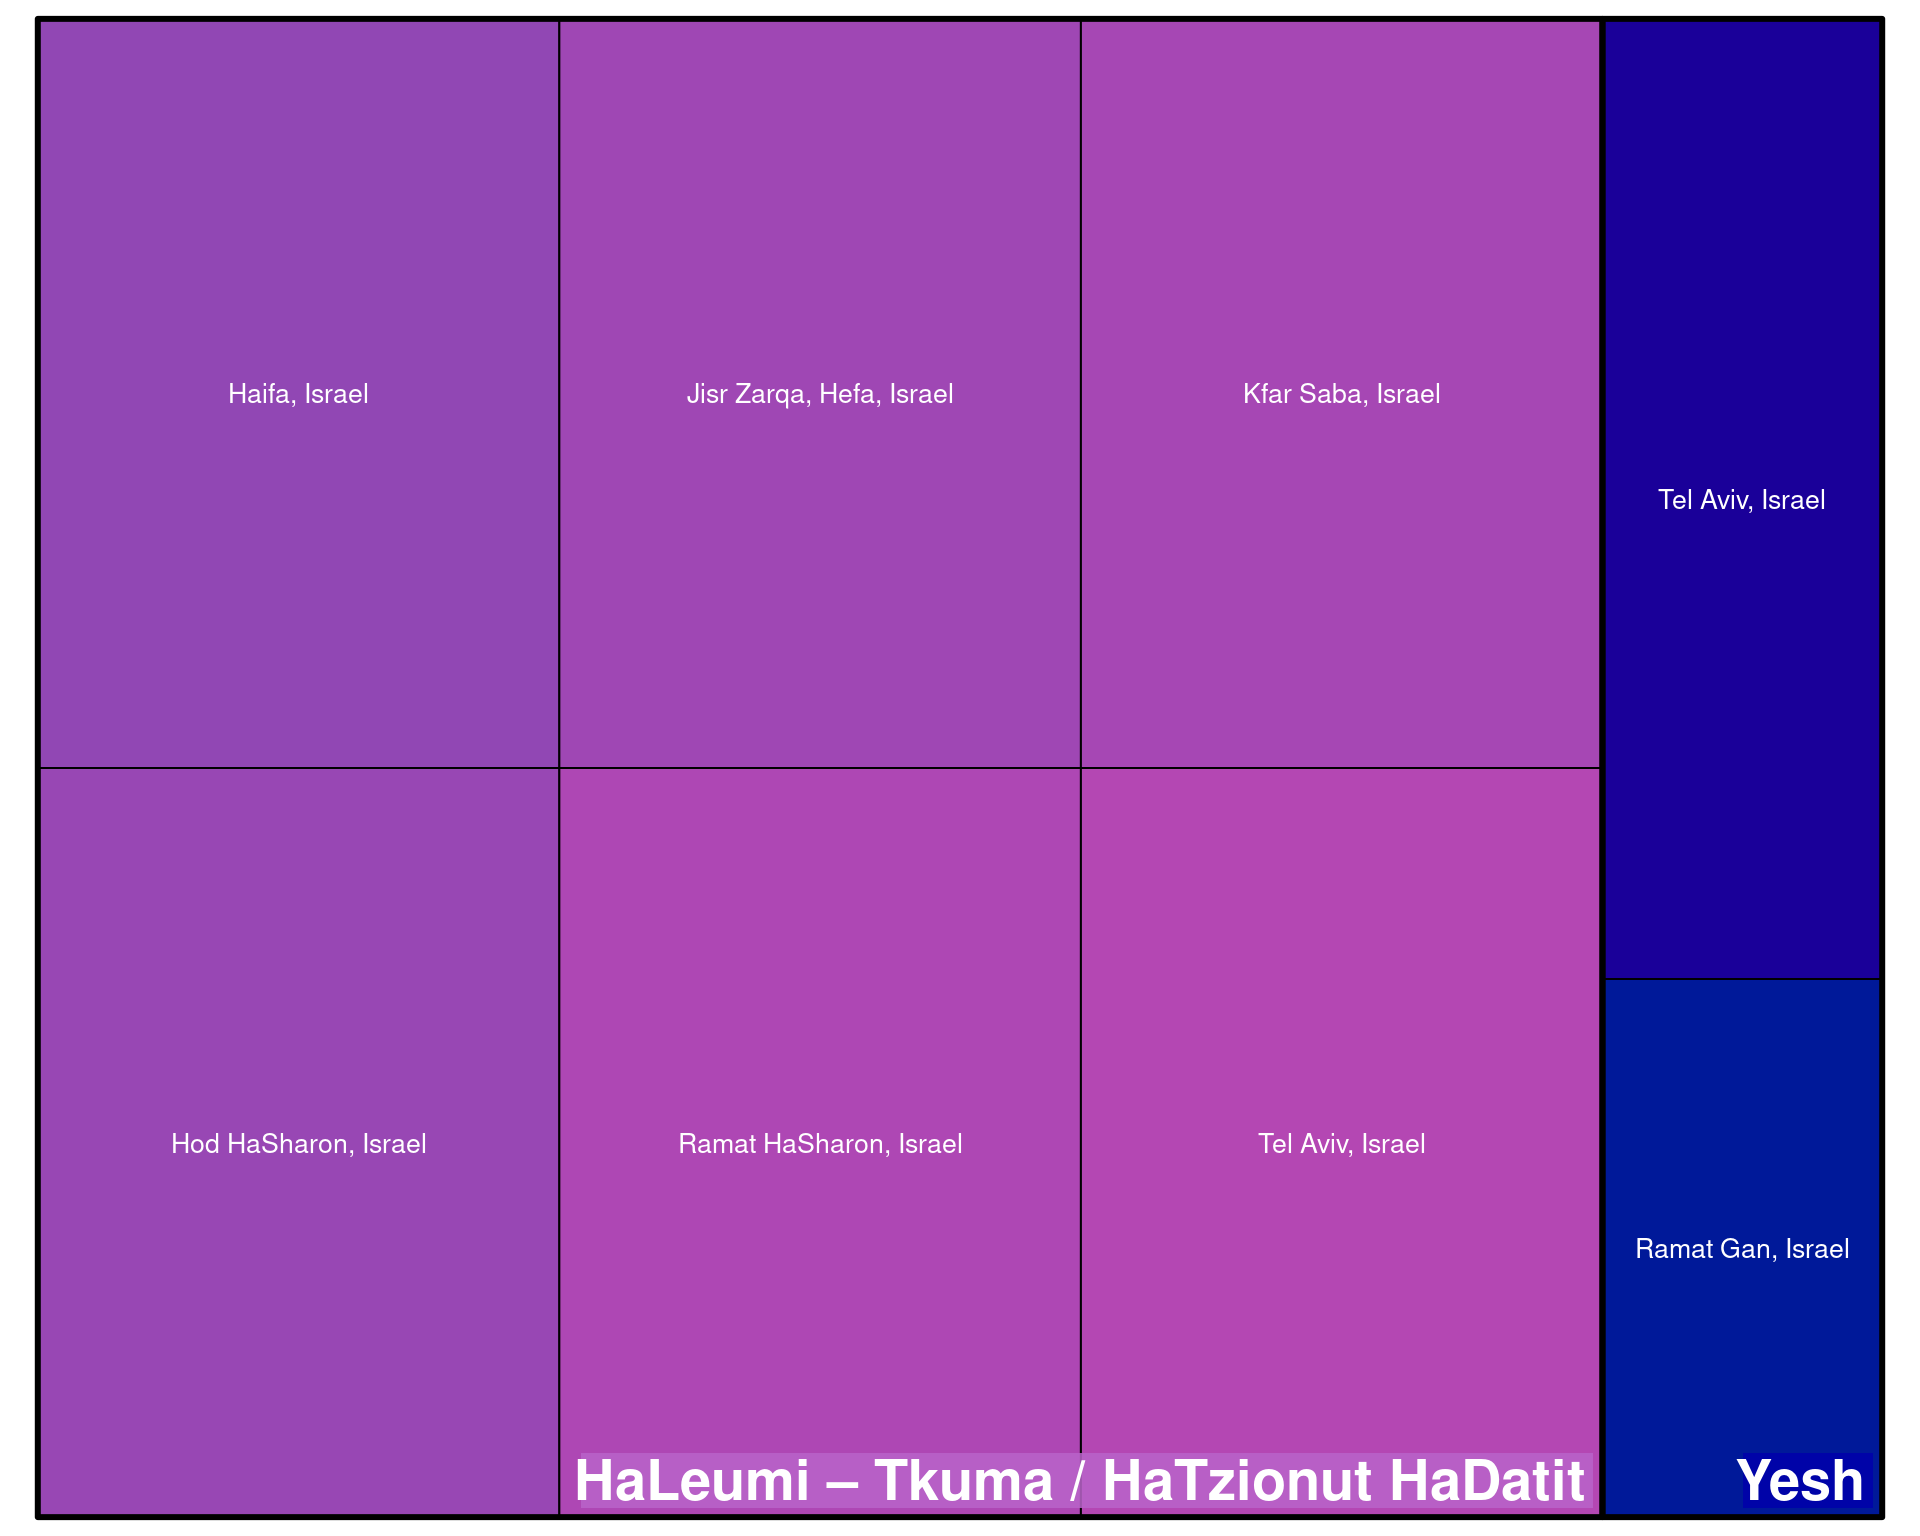 Haifa, Israel
Jisr Zarqa, Hefa, Israel
Kfar Saba, Israel
Tel Aviv, Israel
Hod HaSharon, Israel
Ramat HaSharon, Israel
Tel Aviv, Israel
Ramat Gan, Israel
HaLeumi – Tkuma / HaTzionut HaDatit
Yesh